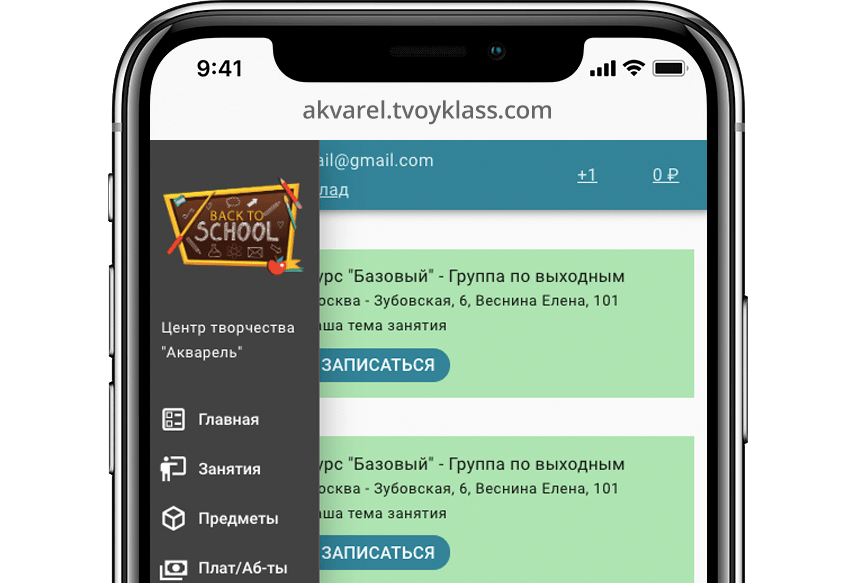 9:41
akvarel.tvoyklass.com
ail@gmail.com
лад
+1
0 ₽
BACK TO
SCHOOL
Центр творчества
"Акварель"
Главная
Занятия
Предметы
Плат/Аб-ты
урс "Базовый" - Группа по выходным
осква - Зубовская, 6, Веснина Елена, 101
аша тема занятия
ЗАПИСАТЬСЯ
урс "Базовый" - Группа по выходным
осква - Зубовская, 6, Веснина Елена, 101
аша тема занятия
ЗАПИСАТЬСЯ